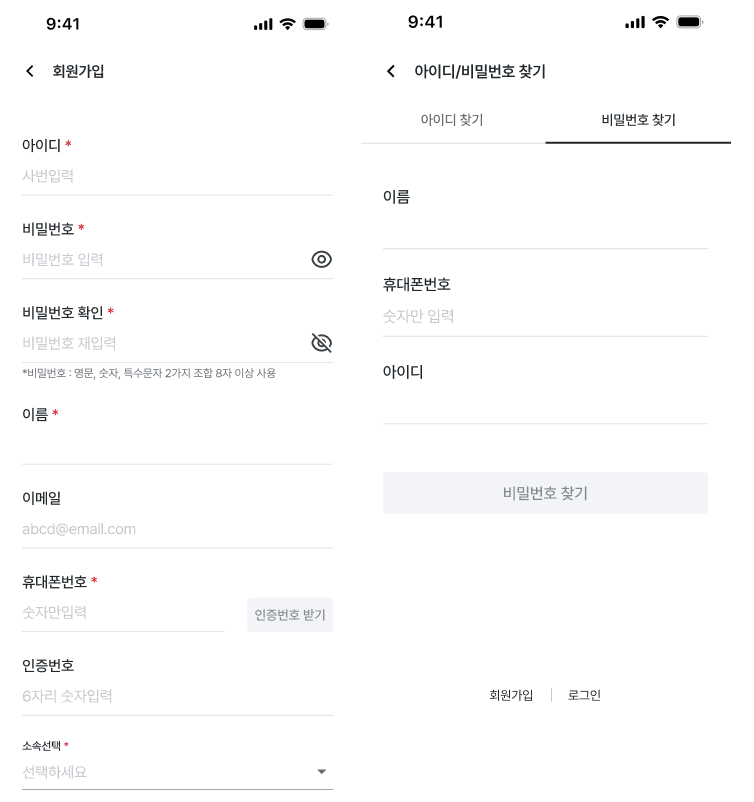 9:41
회원가입
아이디 *
사번입력
비밀번호 *
비밀번호 입력
비밀번호 확인 *
비밀번호 재입력
*비밀번호 : 영문, 숫자, 특수문자 2가지 조합 8자 이상 사용
이름 *
이메일
abcd@email.com
휴대폰번호 *
숫자만입력
인증번호 받기
인증번호
6자리 숫자입력
소속선택 *
선택하세요
9:41
아이디/비밀번호 찾기
아이디 찾기
비밀번호 찾기
이름
휴대폰번호
숫자만 입력
아이디
비밀번호 찾기
회원가입
로그인